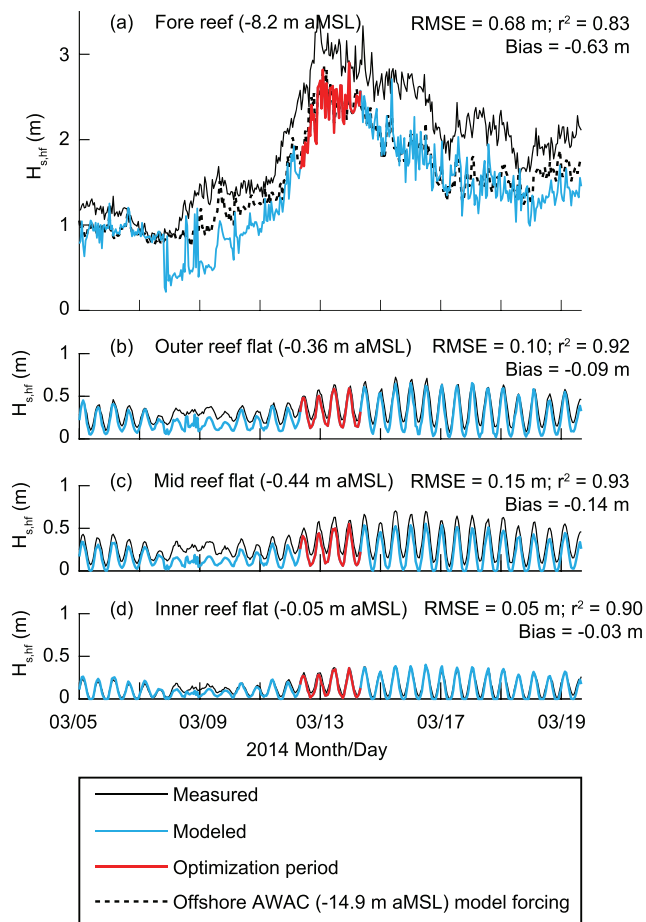 (a) Fore reef (-8.2 m aMSL) RMSE = 0.68 m; r² = 0.83
Bias = -0.63 m
3
2
1
0
H_s,hf (m)
(b) Outer reef flat (-0.36 m aMSL) RMSE = 0.10; r² = 0.92
Bias = -0.09 m
1
0.5
0
H_s,hf (m)
(c) Mid reef flat (-0.44 m aMSL) RMSE = 0.15 m; r² = 0.93
Bias = -0.14 m
1
0.5
0
H_s,hf (m)
(d) Inner reef flat (-0.05 m aMSL) RMSE = 0.05 m; r² = 0.90
Bias = -0.03 m
1
0.5
0
H_s,hf (m)
03/05 03/09 03/13 03/17 03/19
2014 Month/Day
Measured
Modeled
Optimization period
Offshore AWAC (-14.9 m aMSL) model forcing